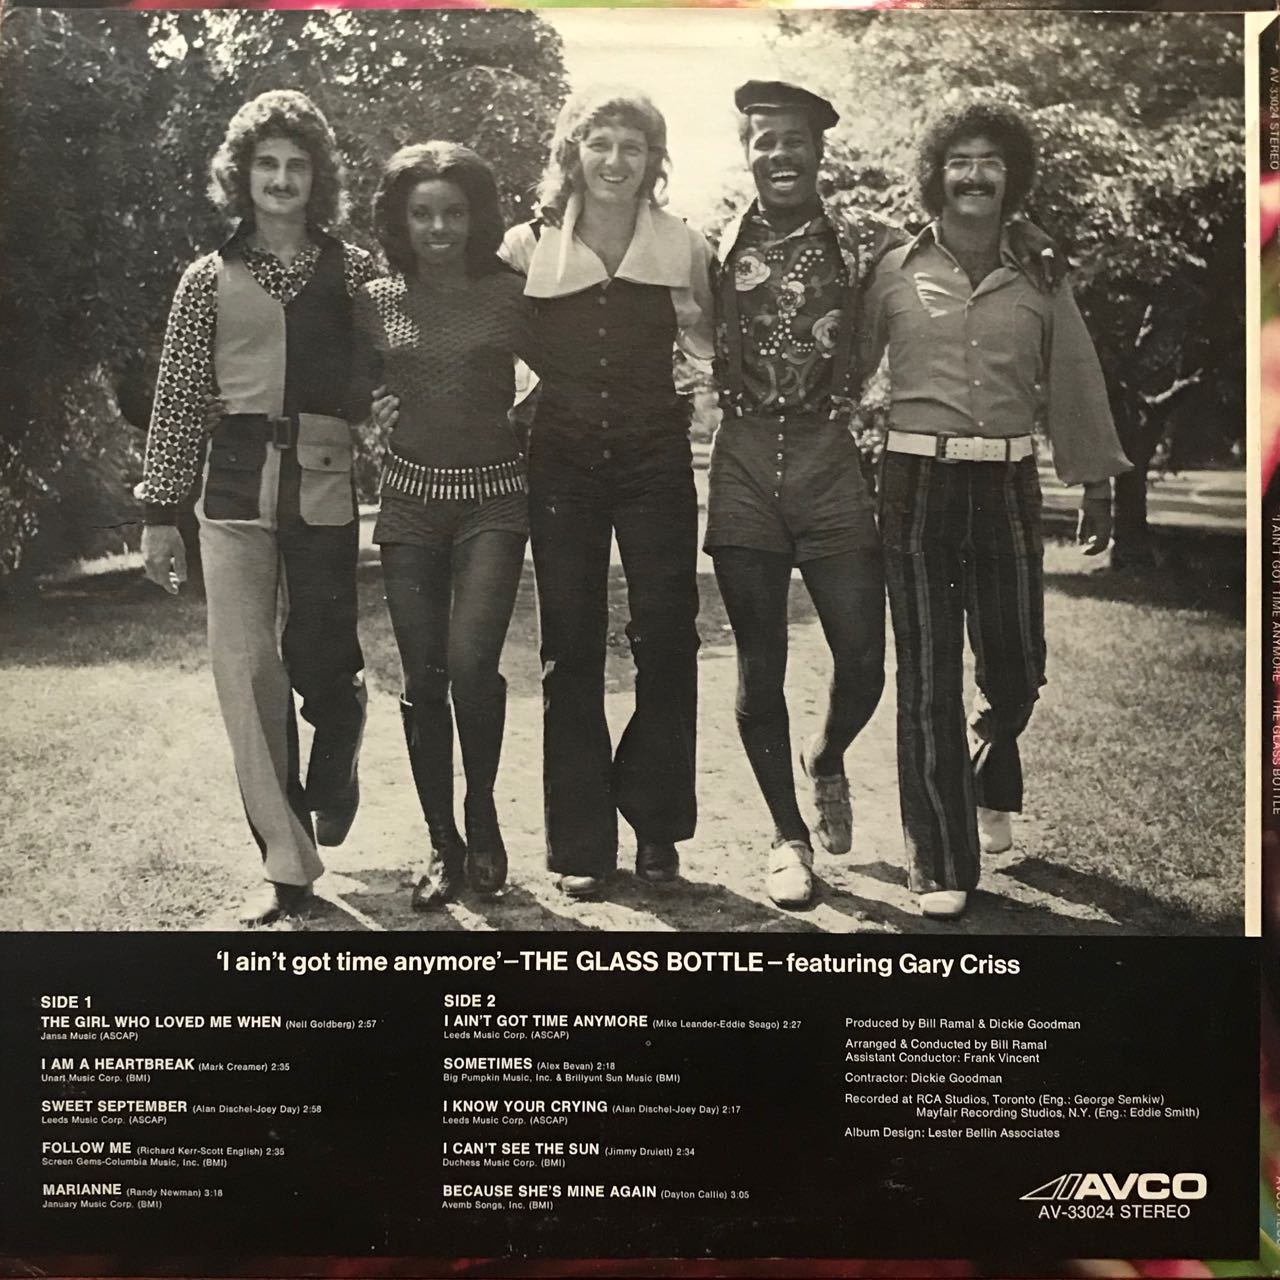 'I ain't got time anymore'—THE GLASS BOTTLE—featuring Gary Criss
SIDE 1
THE GIRL WHO LOVED ME WHEN (Neil Goldberg) 2:57
Jansa Music (ASCAP)
I AM A HEARTBREAK (Mark Creamer) 2:35
Unart Music Corp. (BMI)
SWEET SEPTEMBER (Alan Dischel-Joey Day) 2:58
Leeds Music Corp. (ASCAP)
FOLLOW ME (Richard Kerr-Scott English) 2:35
Screen Gems-Columbia Music, Inc. (BMI)
MARIANNE (Randy Newman) 3:18
January Music Corp. (BMI)
SIDE 2
I AIN'T GOT TIME ANYMORE (Mike Leander-Eddie Seago) 2:27
Leeds Music Corp. (ASCAP)
SOMETIMES (Alex Bevan) 2:18
Big Pumpkin Music, Inc. & Brillyunt Sun Music (BMI)
I KNOW YOUR CRYING (Alan Dischel-Joey Day) 2:17
Leeds Music Corp. (ASCAP)
I CAN'T SEE THE SUN (Jimmy Druiett) 2:34
Duchess Music Corp. (BMI)
BECAUSE SHE'S MINE AGAIN (Dayton Callie) 3:05
Avemb Songs, Inc. (BMI)
Produced by Bill Ramal & Dickie Goodman
Arranged & Conducted by Bill Ramal
Assistant Conductor: Frank Vincent
Contractor: Dickie Goodman
Recorded at RCA Studios, Toronto (Eng.: George Semkiw)
Mayfair Recording Studios, N.Y. (Eng.: Eddie Smith)
Album Design: Lester Bellin Associates
AVCO
AV-33024 STEREO
AV-33024 STEREO
'I AIN'T GOT TIME ANYMORE' THE GLASS BOTTLE